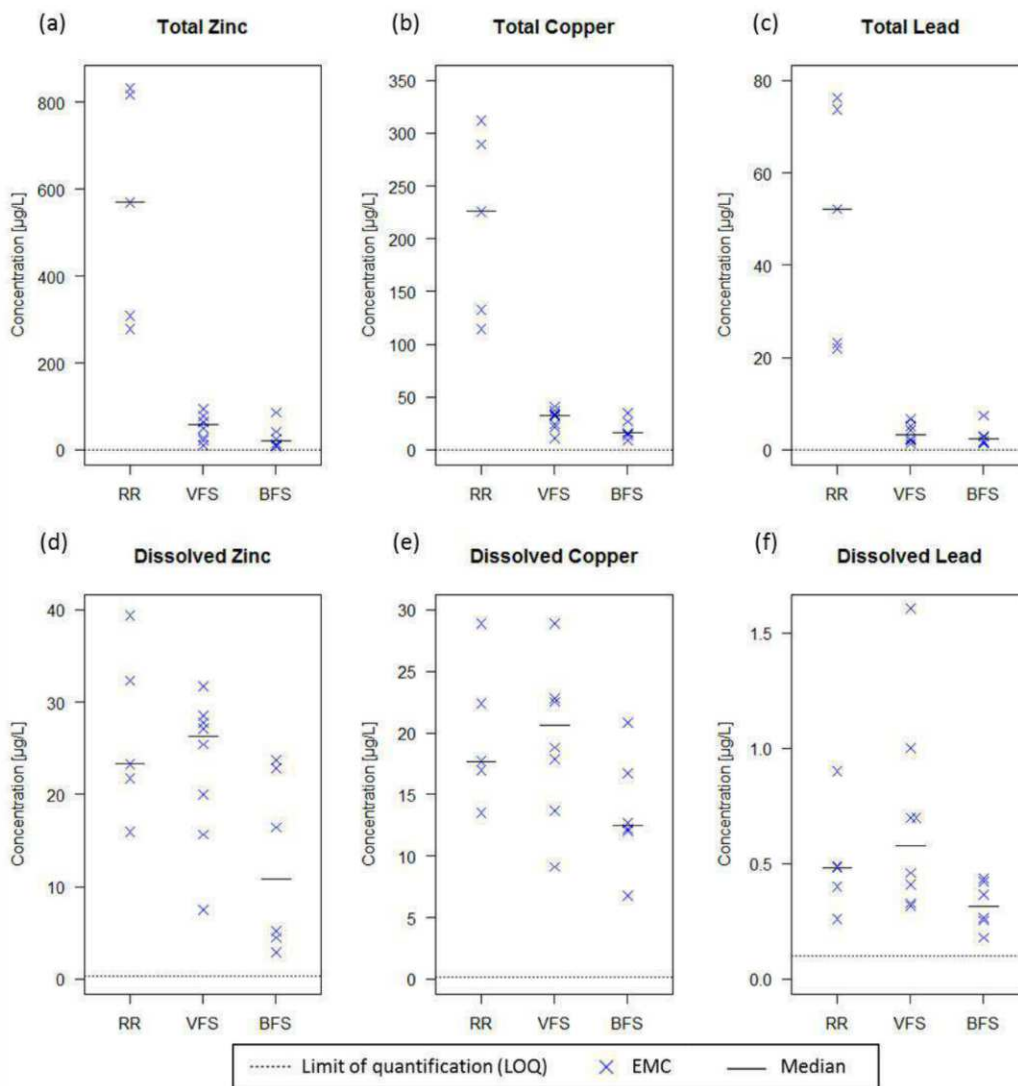 (a) Total Zinc
(b) Total Copper
(c) Total Lead
Concentration [µg/L]
800
600
400
200
0
RR VFS BFS
Concentration [µg/L]
350
300
250
200
150
100
50
0
RR VFS BFS
Concentration [µg/L]
80
60
40
20
0
RR VFS BFS
(d) Dissolved Zinc
(e) Dissolved Copper
(f) Dissolved Lead
Concentration [µg/L]
40
30
20
10
0
RR VFS BFS
Concentration [µg/L]
30
25
20
15
10
5
0
RR VFS BFS
Concentration [µg/L]
1.5
1.0
0.5
0.0
RR VFS BFS
Limit of quantification (LOQ) EMC Median